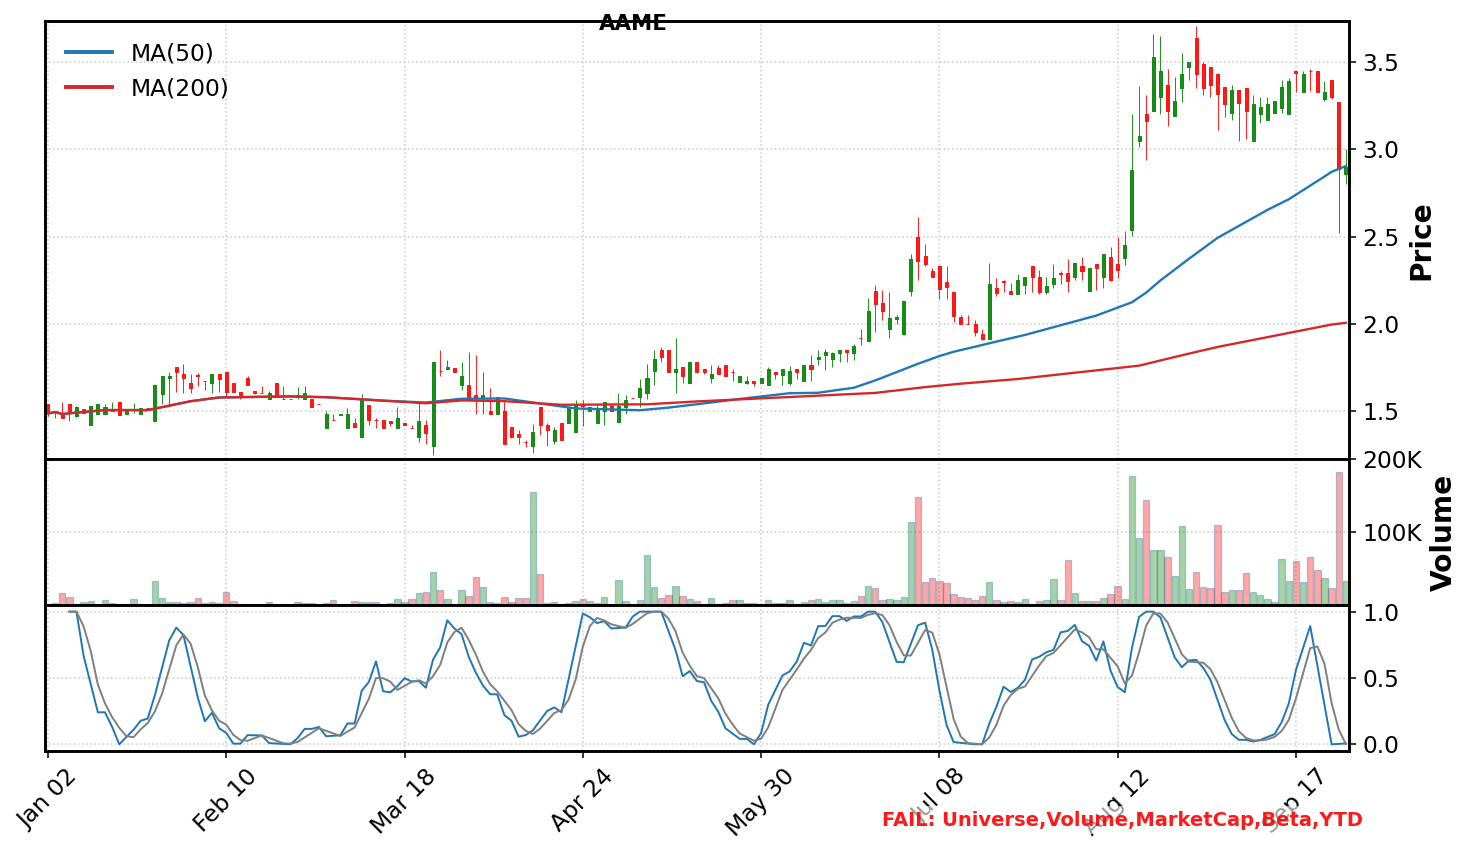 AAME
MA(50)
MA(200)
3.5
3.0
2.5
2.0
1.5
Price
200K
100K
Volume
1.0
0.5
0.0
Jan 02
Feb 10
Mar 18
Apr 24
May 30
Jul 08
Aug 12
Sep 17
FAIL: Universe,Volume,MarketCap,Beta,YTD